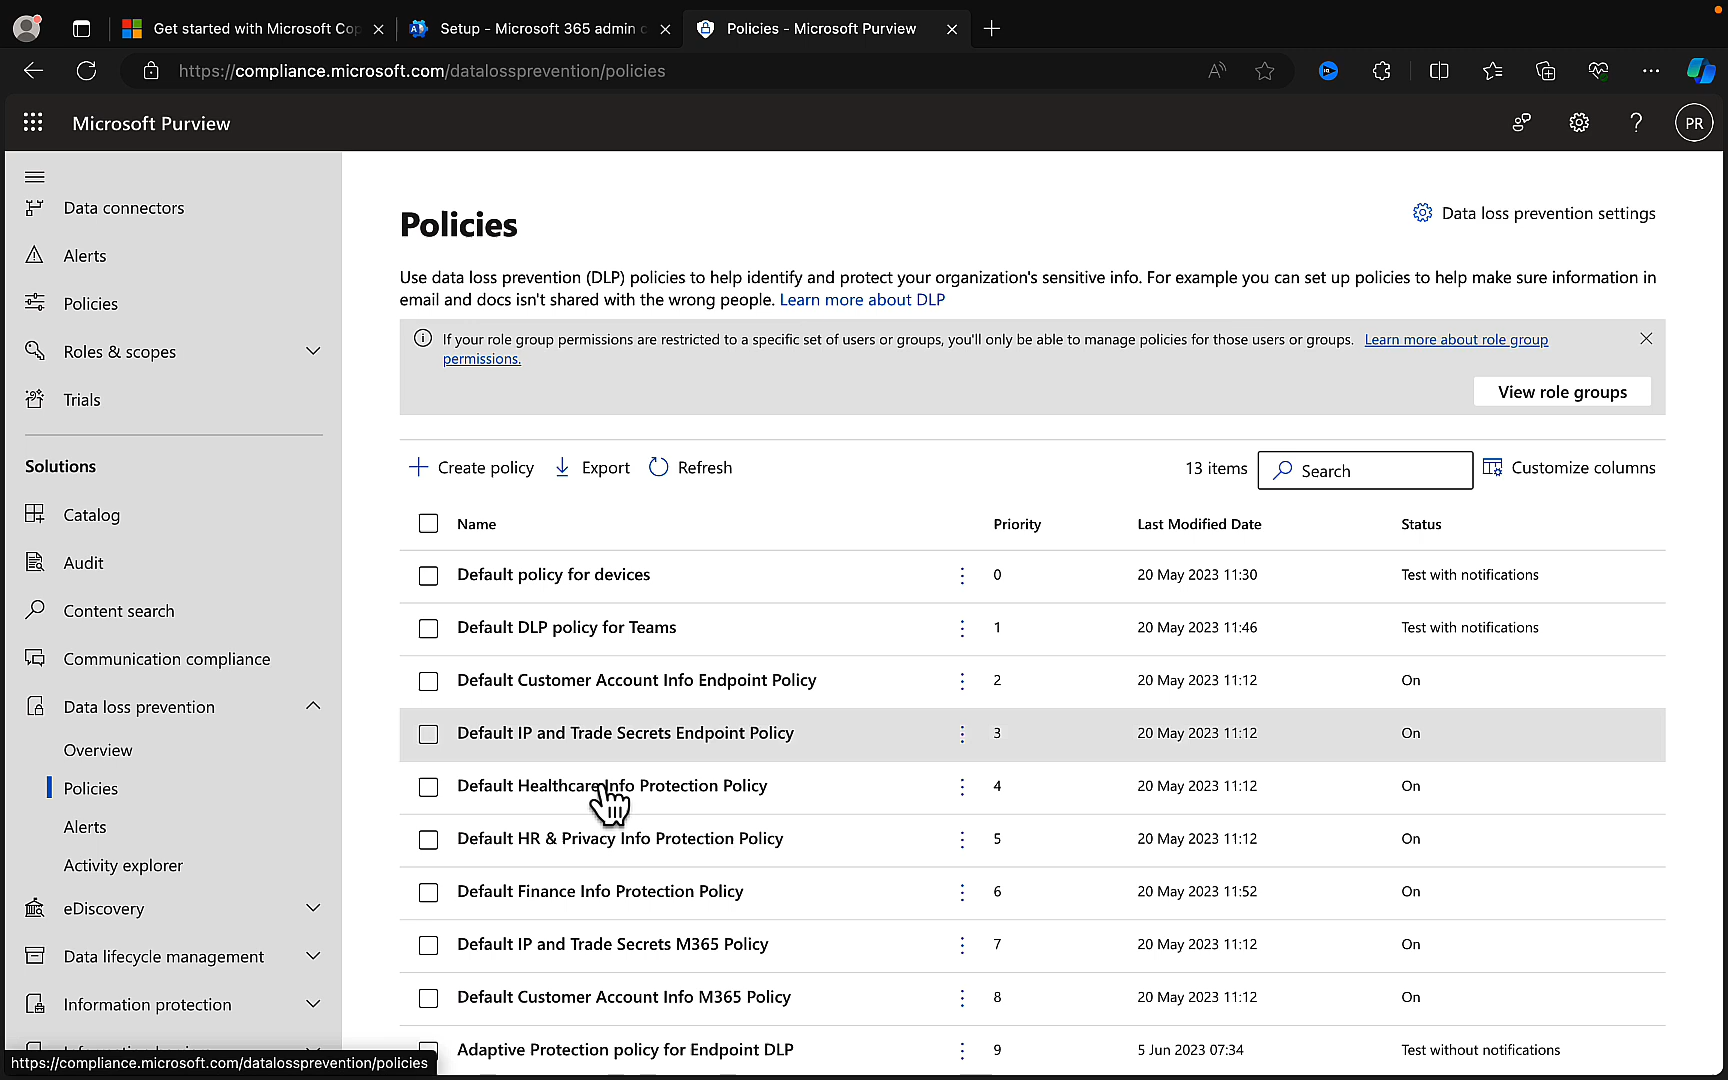 Get started with Microsoft Cop
Setup - Microsoft 365 admin c
Policies - Microsoft Purview
https://compliance.microsoft.com/datalossprevention/policies
Microsoft Purview
PR
Data connectors
Alerts
Policies
Roles & scopes
Trials
Solutions
Catalog
Audit
Content search
Communication compliance
Data loss prevention
Overview
Policies
Alerts
Activity explorer
eDiscovery
Data lifecycle management
Information protection
https://compliance.microsoft.com/datalossprevention/policies
Policies
Data loss prevention settings
Use data loss prevention (DLP) policies to help identify and protect your organization's sensitive info. For example you can set up policies to help make sure information in
email and docs isn't shared with the wrong people. Learn more about DLP
If your role group permissions are restricted to a specific set of users or groups, you'll only be able to manage policies for those users or groups. Learn more about role group
permissions.
View role groups
Create policy Export Refresh 13 items Search Customize columns
Name Priority Last Modified Date Status
Default policy for devices 0 20 May 2023 11:30 Test with notifications
Default DLP policy for Teams 1 20 May 2023 11:46 Test with notifications
Default Customer Account Info Endpoint Policy 2 20 May 2023 11:12 On
Default IP and Trade Secrets Endpoint Policy 3 20 May 2023 11:12 On
Default Healthcare Info Protection Policy 4 20 May 2023 11:12 On
Default HR & Privacy Info Protection Policy 5 20 May 2023 11:12 On
Default Finance Info Protection Policy 6 20 May 2023 11:52 On
Default IP and Trade Secrets M365 Policy 7 20 May 2023 11:12 On
Default Customer Account Info M365 Policy 8 20 May 2023 11:12 On
Adaptive Protection policy for Endpoint DLP 9 5 Jun 2023 07:34 Test without notifications